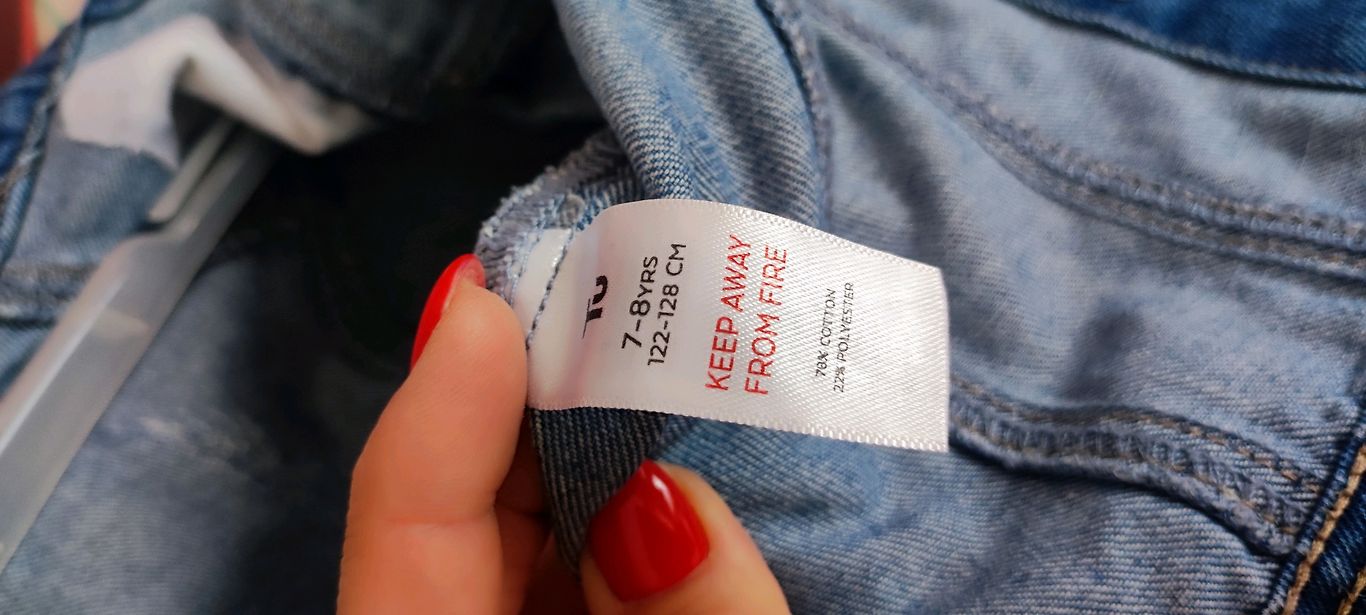 TU
7-8YRS
122-128 CM
KEEP AWAY
FROM FIRE
78% COTTON
22% POLYESTER